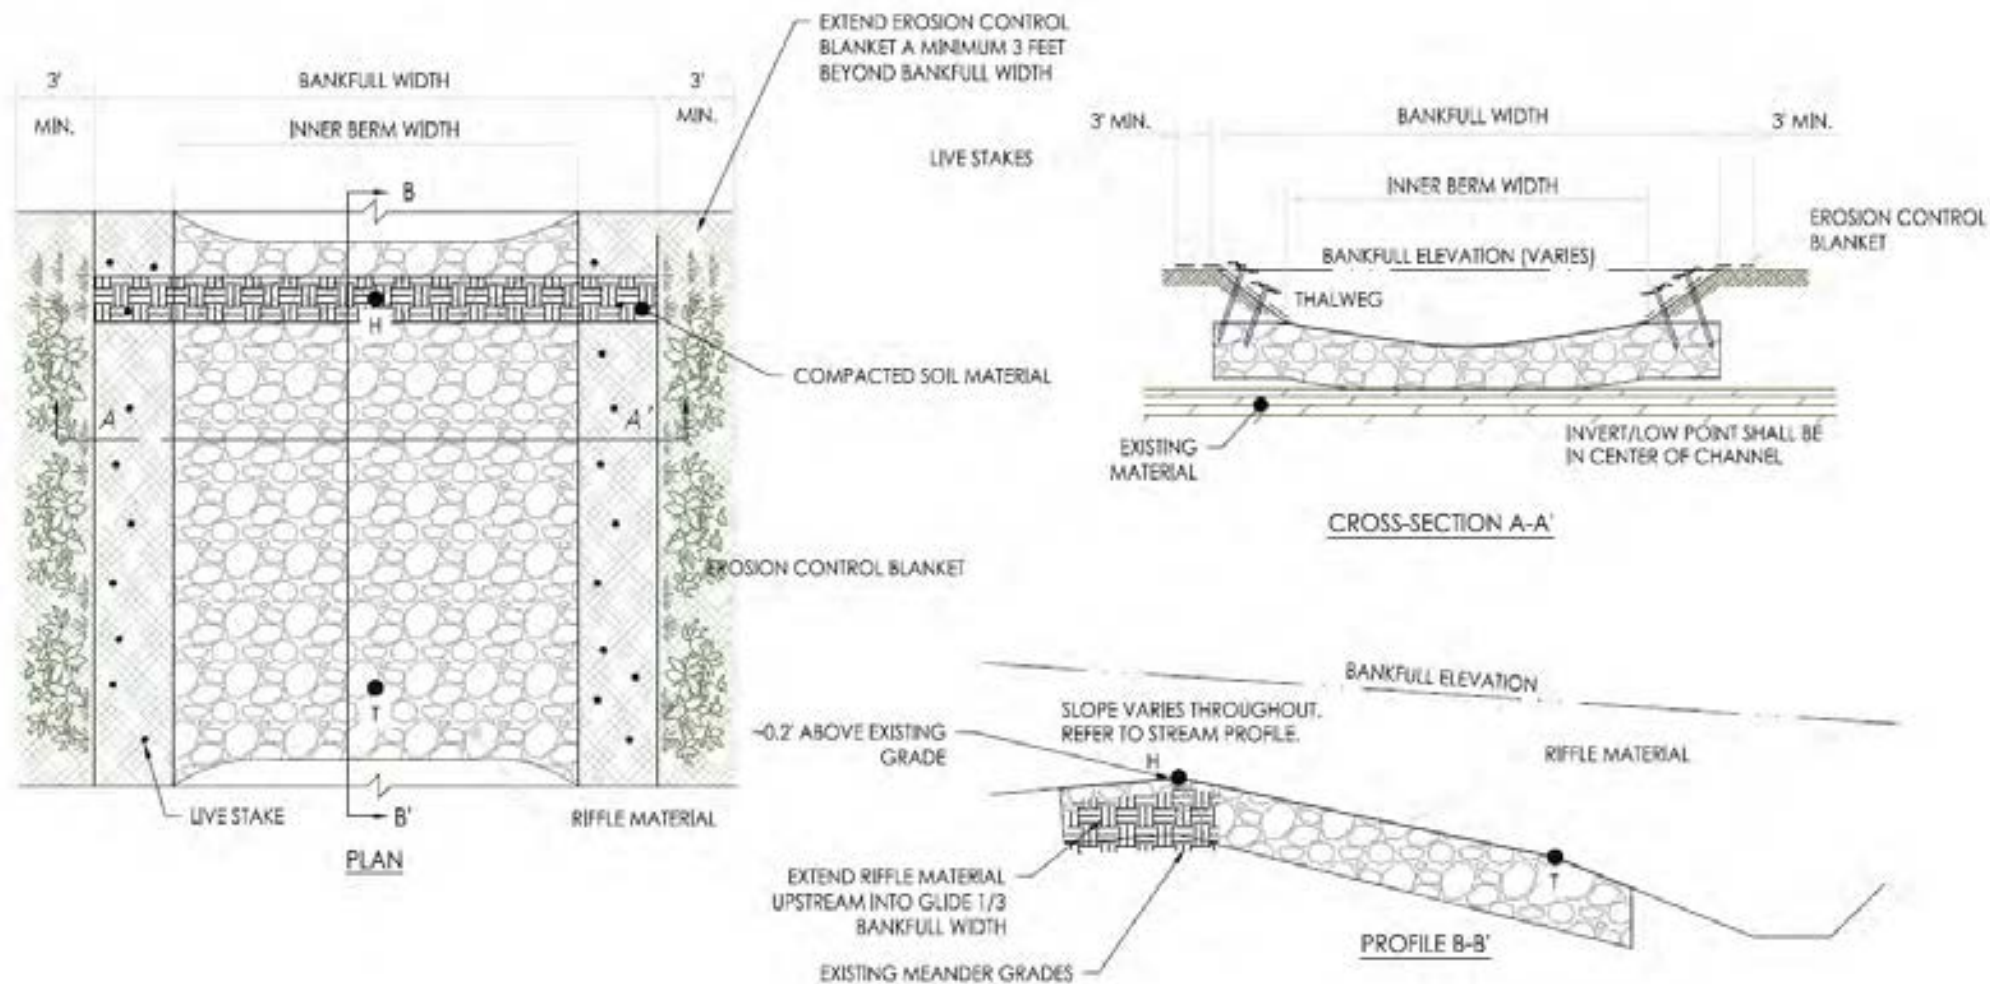 EXTEND EROSION CONTROL
BLANKET A MINIMUM 3 FEET
BEYOND BANKFULL WIDTH
3'
MIN.
BANKFULL WIDTH
INNER BERM WIDTH
3'
MIN.
B
H
COMPACTED SOIL MATERIAL
A
A'
EROSION CONTROL BLANKET
T
LIVE STAKE
B'
RIFFLE MATERIAL
PLAN
LIVE STAKES
3' MIN.
BANKFULL WIDTH
3' MIN.
INNER BERM WIDTH
EROSION CONTROL
BLANKET
BANKFULL ELEVATION (VARIES)
THALWEG
EXISTING
MATERIAL
INVERT/LOW POINT SHALL BE
IN CENTER OF CHANNEL
CROSS-SECTION A-A'
BANKFULL ELEVATION
SLOPE VARIES THROUGHOUT.
REFER TO STREAM PROFILE.
~0.2' ABOVE EXISTING
GRADE
H
RIFFLE MATERIAL
T
EXTEND RIFFLE MATERIAL
UPSTREAM INTO GLIDE 1/3
BANKFULL WIDTH
EXISTING MEANDER GRADES
PROFILE B-B'